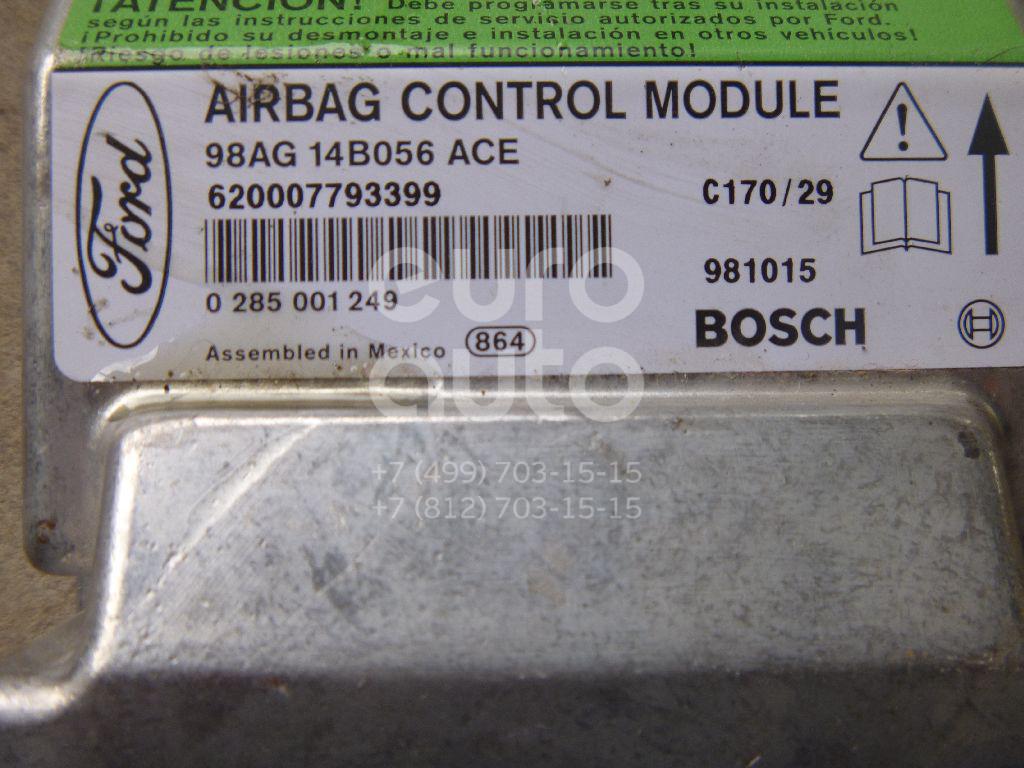 ¡ATENCIÓN! Debe programarse tras su instalación
según las instrucciones de servicio autorizados por Ford.
¡Prohibido su desmontaje e instalación en otros vehículos!
¡Riesgo de lesiones o mal funcionamiento!
Ford
AIRBAG CONTROL MODULE
98AG 14B056 ACE
620007793399
C170/29
0 285 001 249
981015
Assembled in Mexico
864
BOSCH
euro
auto
+7 (499) 703-15-15
+7 (812) 703-15-15